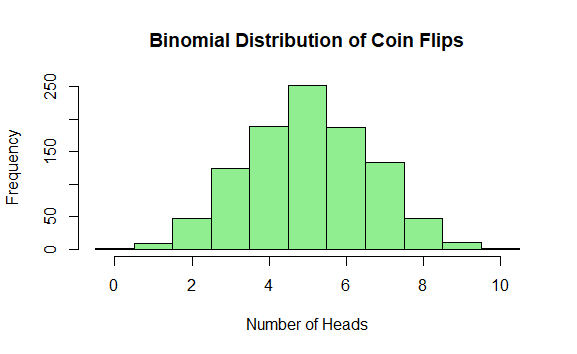 Binomial Distribution of Coin Flips
Frequency
250
150
50
0
0 2 4 6 8 10
Number of Heads